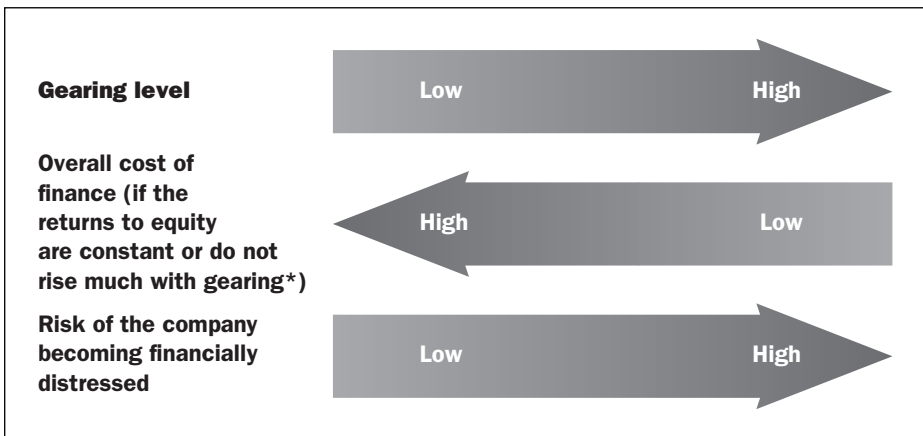 Gearing level
Low
High
Overall cost of
finance (if the
returns to equity
are constant or do not
rise much with gearing*)
High
Low
Risk of the company
becoming financially
distressed
Low
High